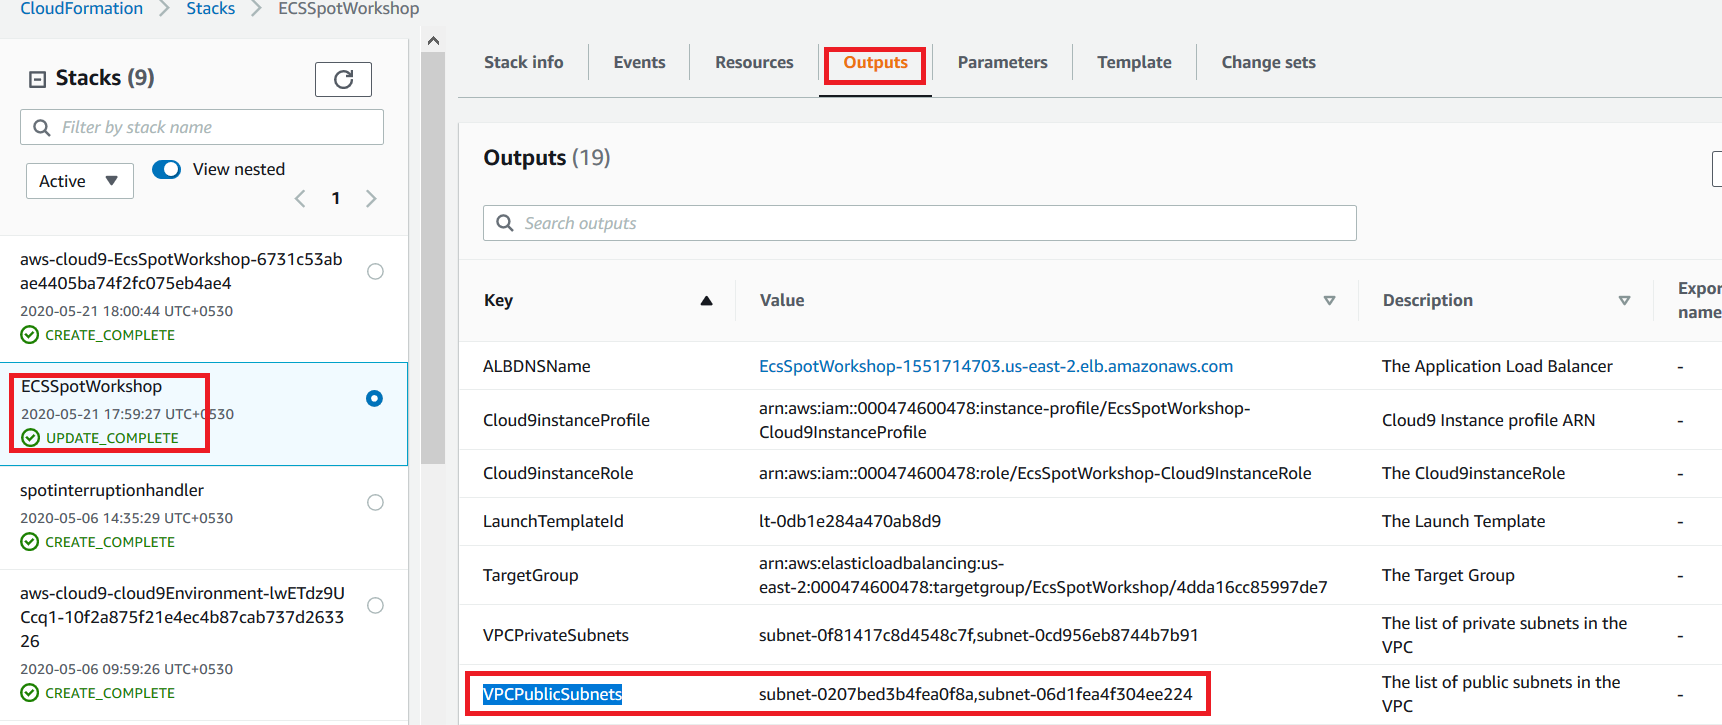 CloudFormation > Stacks > ECSSpotWorkshop
Stacks (9)
Filter by stack name
Active
View nested
1
aws-cloud9-EcsSpotWorkshop-6731c53ab
ae4405ba74f2fc075eb4ae4
2020-05-21 18:00:44 UTC+0530
CREATE_COMPLETE
ECSSpotWorkshop
2020-05-21 17:59:27 UTC+0530
UPDATE_COMPLETE
spotinterruptionhandler
2020-05-06 14:35:29 UTC+0530
CREATE_COMPLETE
aws-cloud9-cloud9Environment-lwETdz9U
Ccq1-10f2a875f21e4ec4b87cab737d2633
26
2020-05-06 09:59:26 UTC+0530
CREATE_COMPLETE
Stack info Events Resources Outputs Parameters Template Change sets
Outputs (19)
Search outputs
Key Value Description Expor
name
ALBDNSName EcsSpotWorkshop-1551714703.us-east-2.elb.amazonaws.com The Application Load Balancer -
Cloud9instanceProfile arn:aws:iam::000474600478:instance-profile/EcsSpotWorkshop- Cloud9 Instance profile ARN -
Cloud9InstanceProfile
Cloud9instanceRole arn:aws:iam::000474600478:role/EcsSpotWorkshop-Cloud9InstanceRole The Cloud9instanceRole -
LaunchTemplateId lt-0db1e284a470ab8d9 The Launch Template -
TargetGroup arn:aws:elasticloadbalancing:us- The Target Group -
east-2:000474600478:targetgroup/EcsSpotWorkshop/4dda16cc85997de7
VPCPrivateSubnets subnet-0f81417c8d4548c7f,subnet-0cd956eb8744b7b91 The list of private subnets in the -
VPC
VPCPublicSubnets subnet-0207bed3b4fea0f8a,subnet-06d1fea4f304ee224 The list of public subnets in the -
VPC